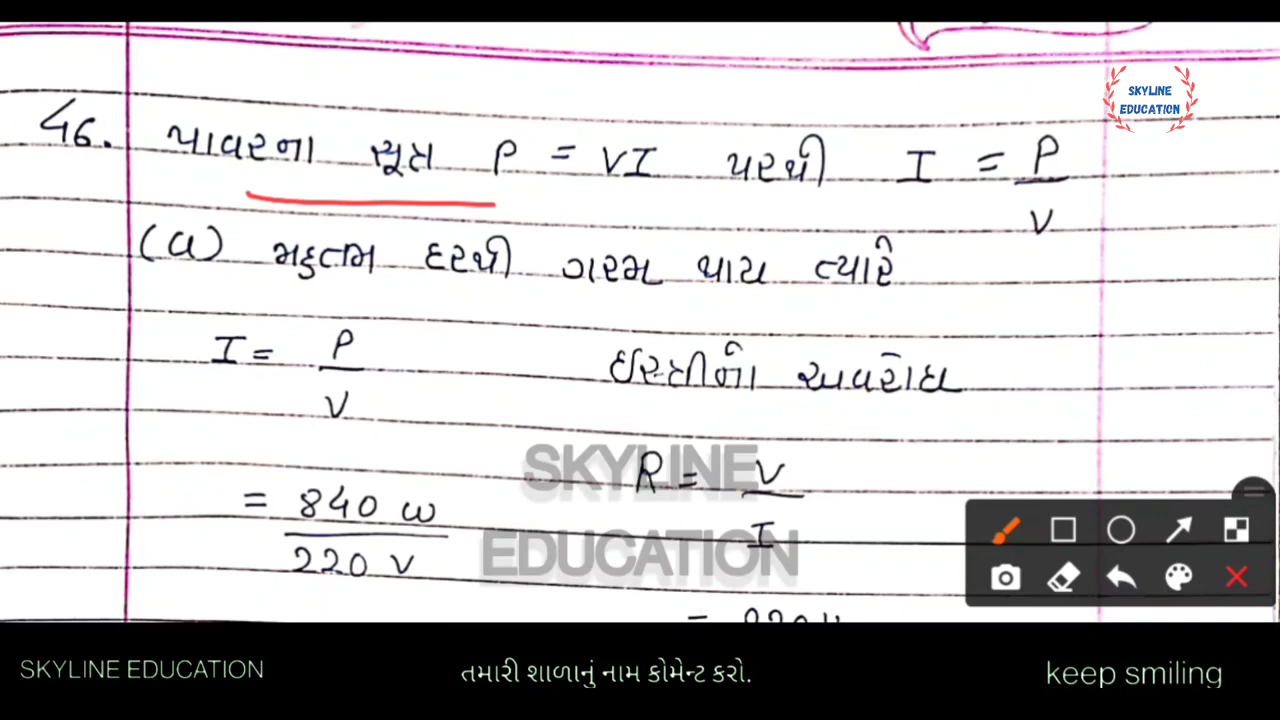 SKYLINE
EDUCATION
46. પાવરના સૂત્ર P = VI પરથી I = P / V
(a) મહત્તમ દરથી ગરમ થાય ત્યારે
I = P / V
ઈસ્ત્રીનો અવરોધ
R = V / I
= 840 W / 220 V
SKYLINE
EDUCATION
SKYLINE EDUCATION
તમારી શાળાનું નામ કોમેન્ટ કરો.
keep smiling